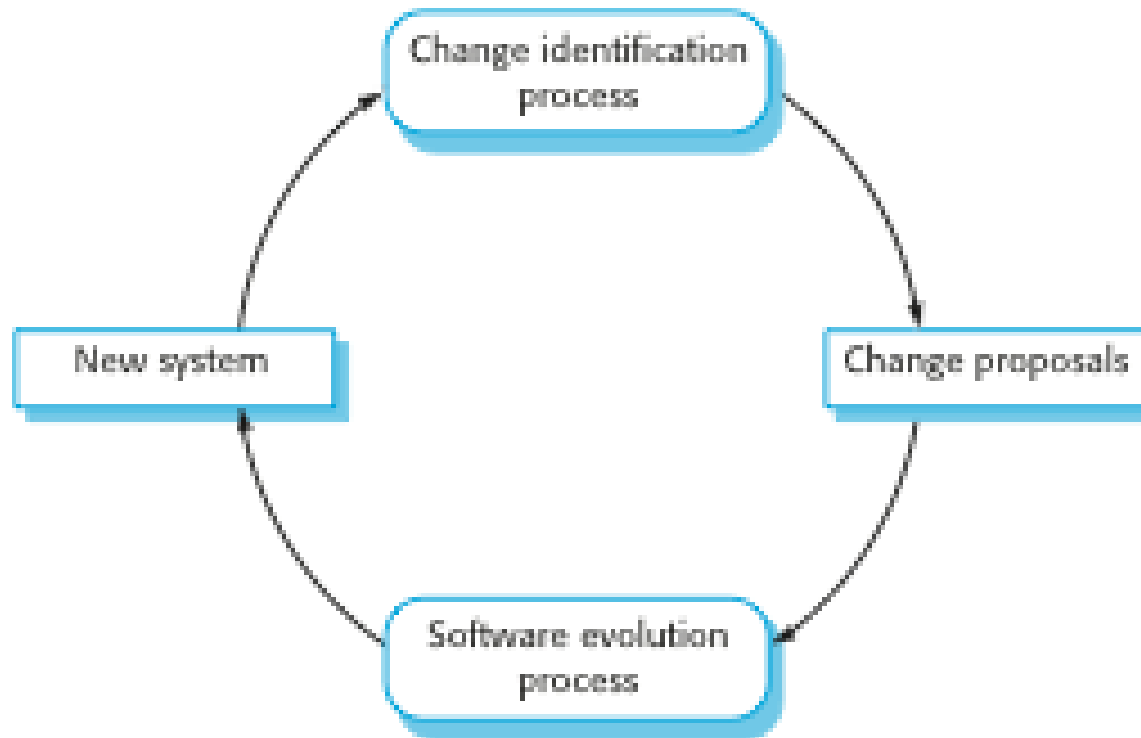 Change identification
process
New system
Change proposals
Software evolution
process